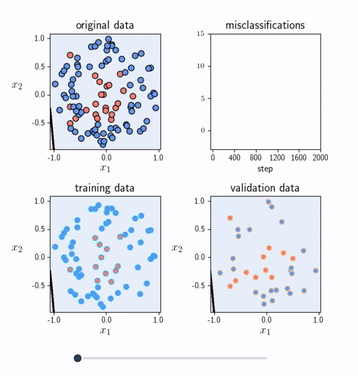 original data
misclassifications
1.0
0.5
0.0
-0.5
x₂
-1.0 0.0 1.0
x₁
15
10
5
0
0 400 800 1200 1600 2000
step
training data
validation data
1.0
0.5
0.0
-0.5
x₂
-1.0 0.0 1.0
x₁
1.0
0.5
0.0
-0.5
x₂
-1.0 0.0 1.0
x₁